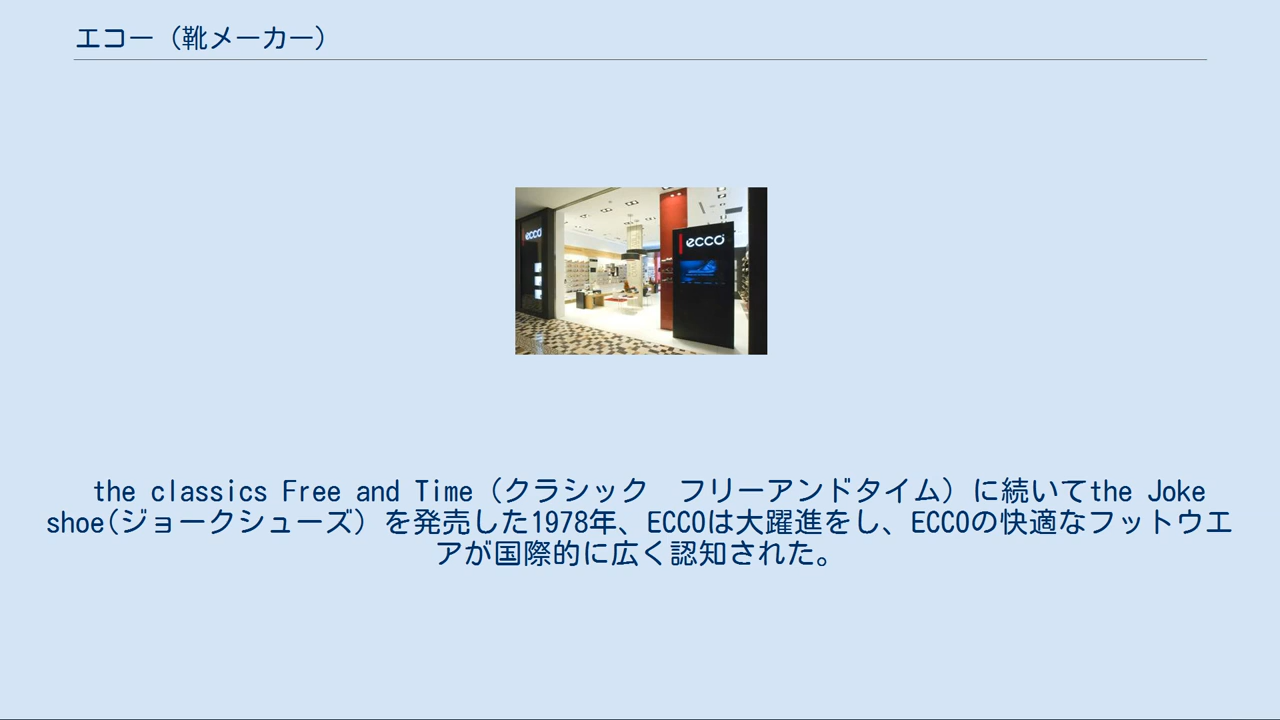 エコー（靴メーカー）
ecco
ecco
the classics Free and Time（クラシック　フリーアンドタイム）に続いてthe Joke
shoe(ジョークシューズ）を発売した1978年、ECCOは大躍進をし、ECCOの快適なフットウエ
アが国際的に広く認知された。